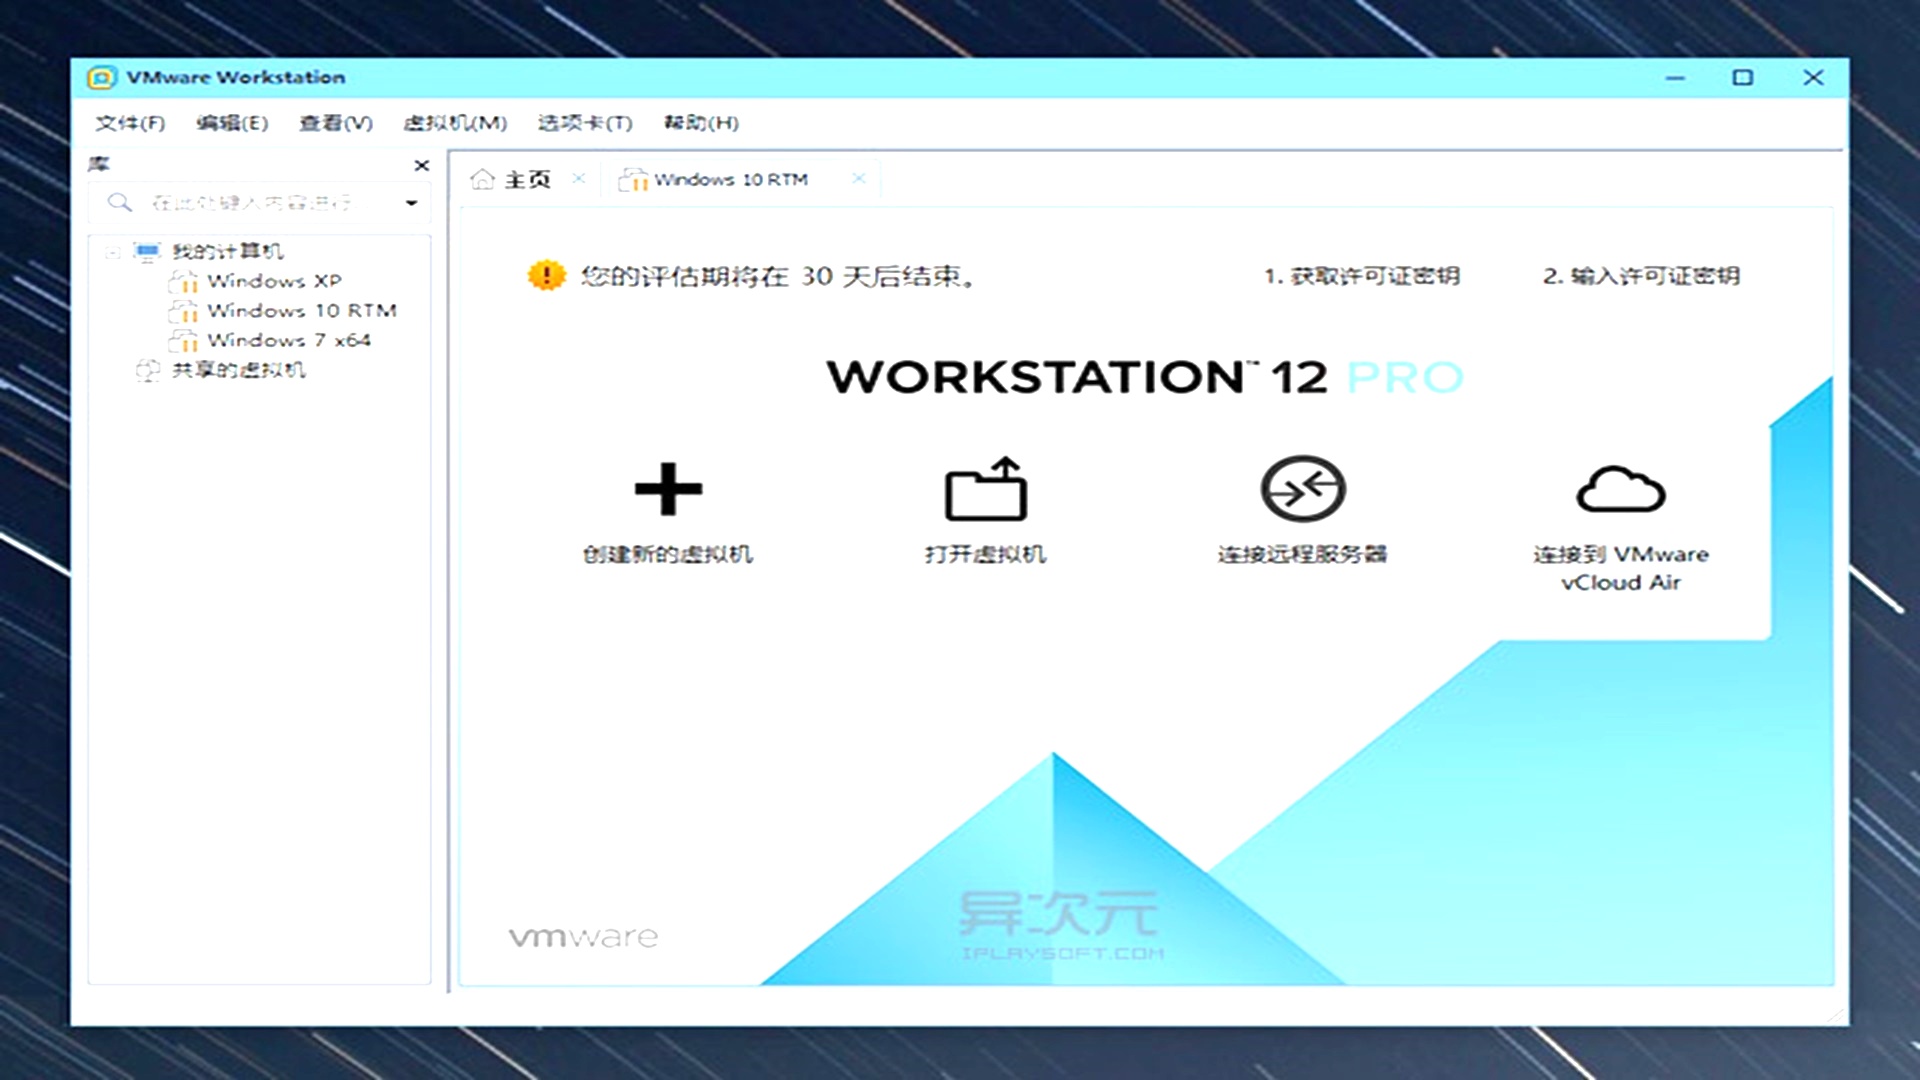 VMware Workstation
文件(F) 编辑(E) 查看(V) 虚拟机(M) 选项卡(T) 帮助(H)
库
在此处键入内容进行
我的计算机
Windows XP
Windows 10 RTM
Windows 7 x64
共享的虚拟机
主页 Windows 10 RTM
您的评估期将在 30 天后结束。 1. 获取许可证密钥 2. 输入许可证密钥
WORKSTATION™ 12 PRO
创建新的虚拟机
打开虚拟机
连接远程服务器
连接到 VMware
vCloud Air
vmware
异次元
IPLAYSOFT.COM